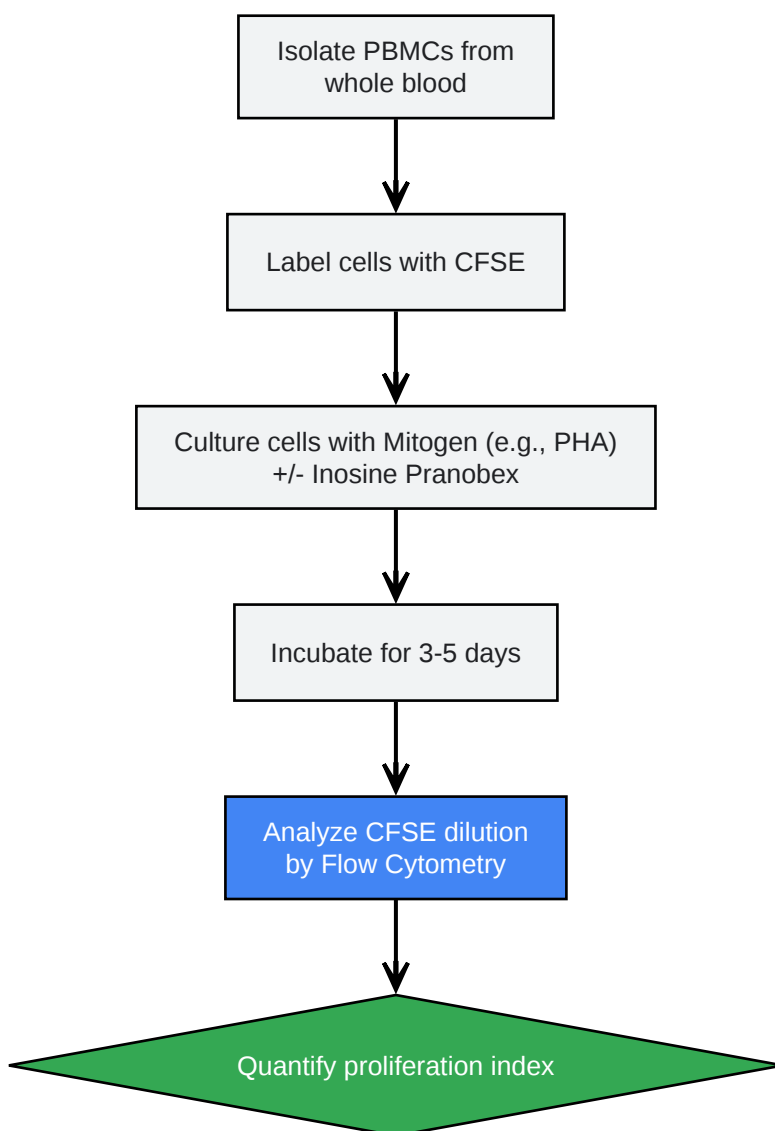 Isolate PBMCs from
whole blood
Label cells with CFSE
Culture cells with Mitogen (e.g., PHA)
+/- Inosine Pranobex
Incubate for 3-5 days
Analyze CFSE dilution
by Flow Cytometry
Quantify proliferation index